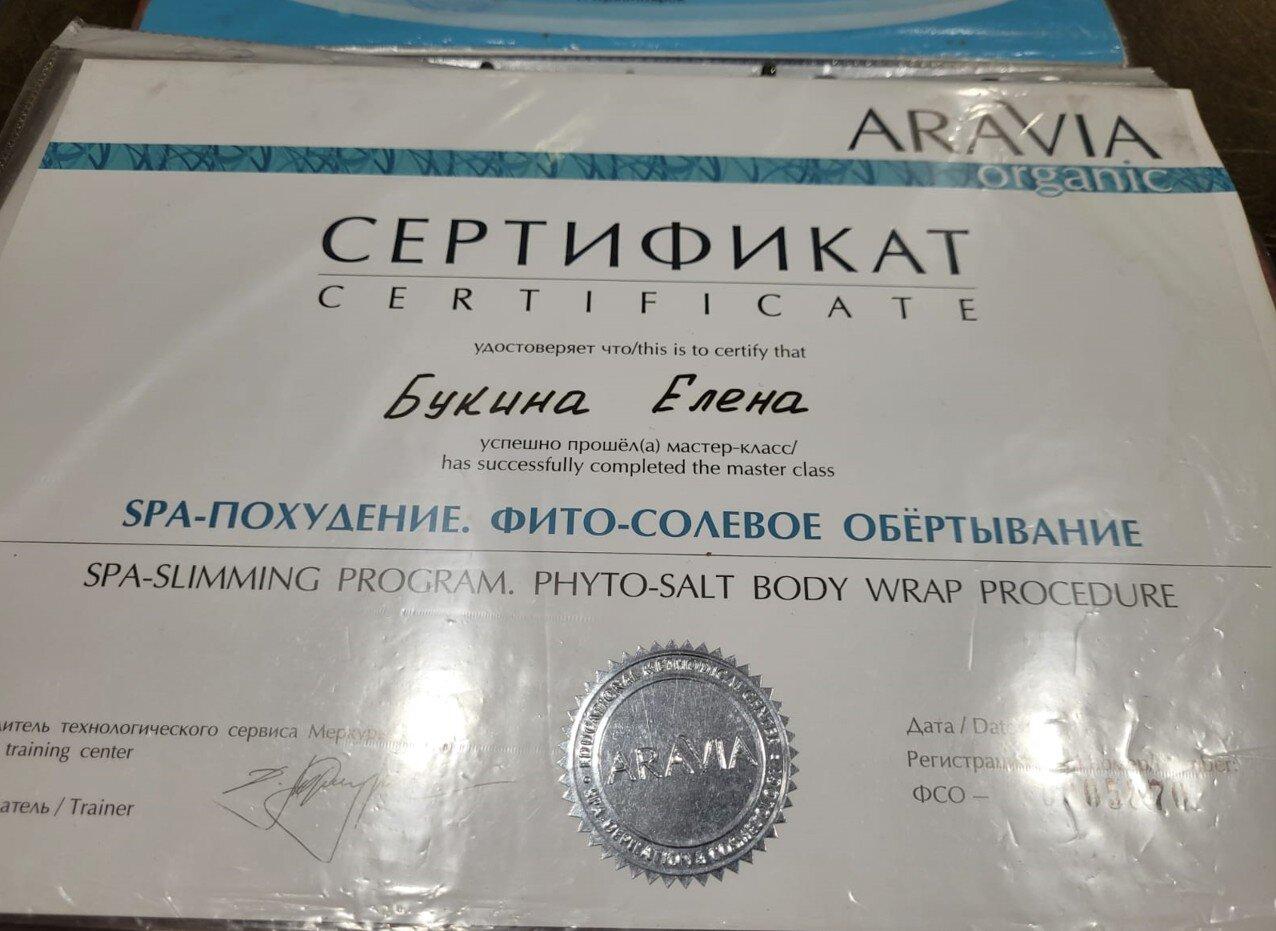 ARAVIA
organic
СЕРТИФИКАТ
CERTIFICATE
удостоверяет что/this is to certify that
Букина Елена
успешно прошёл(а) мастер-класс/
has successfully completed the master class
SPA-ПОХУДЕНИЕ. ФИТО-СОЛЕВОЕ ОБЁРТЫВАНИЕ
SPA-SLIMMING PROGRAM. PHYTO-SALT BODY WRAP PROCEDURE
технологического сервиса
training center
/ Trainer
ARAVIA
Дата / Date
ФСО –